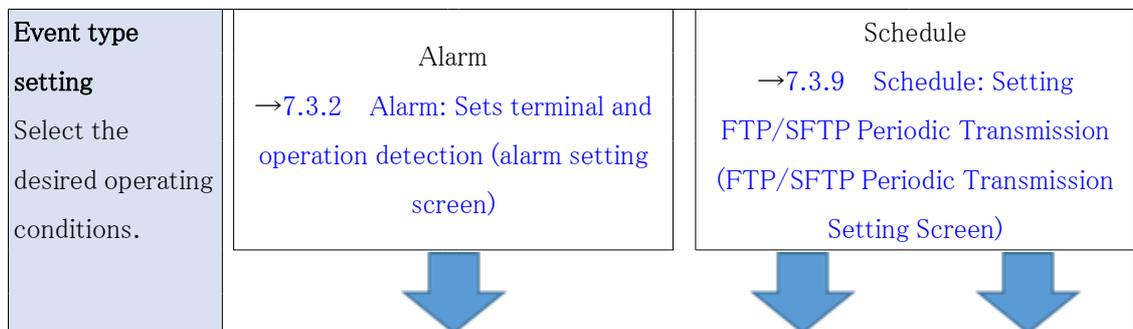 Event type
setting
Select the
desired operating
conditions.
Alarm
→7.3.2 Alarm: Sets terminal and
operation detection (alarm setting
screen)
Schedule
→7.3.9 Schedule: Setting
FTP/SFTP Periodic Transmission
(FTP/SFTP Periodic Transmission
Setting Screen)